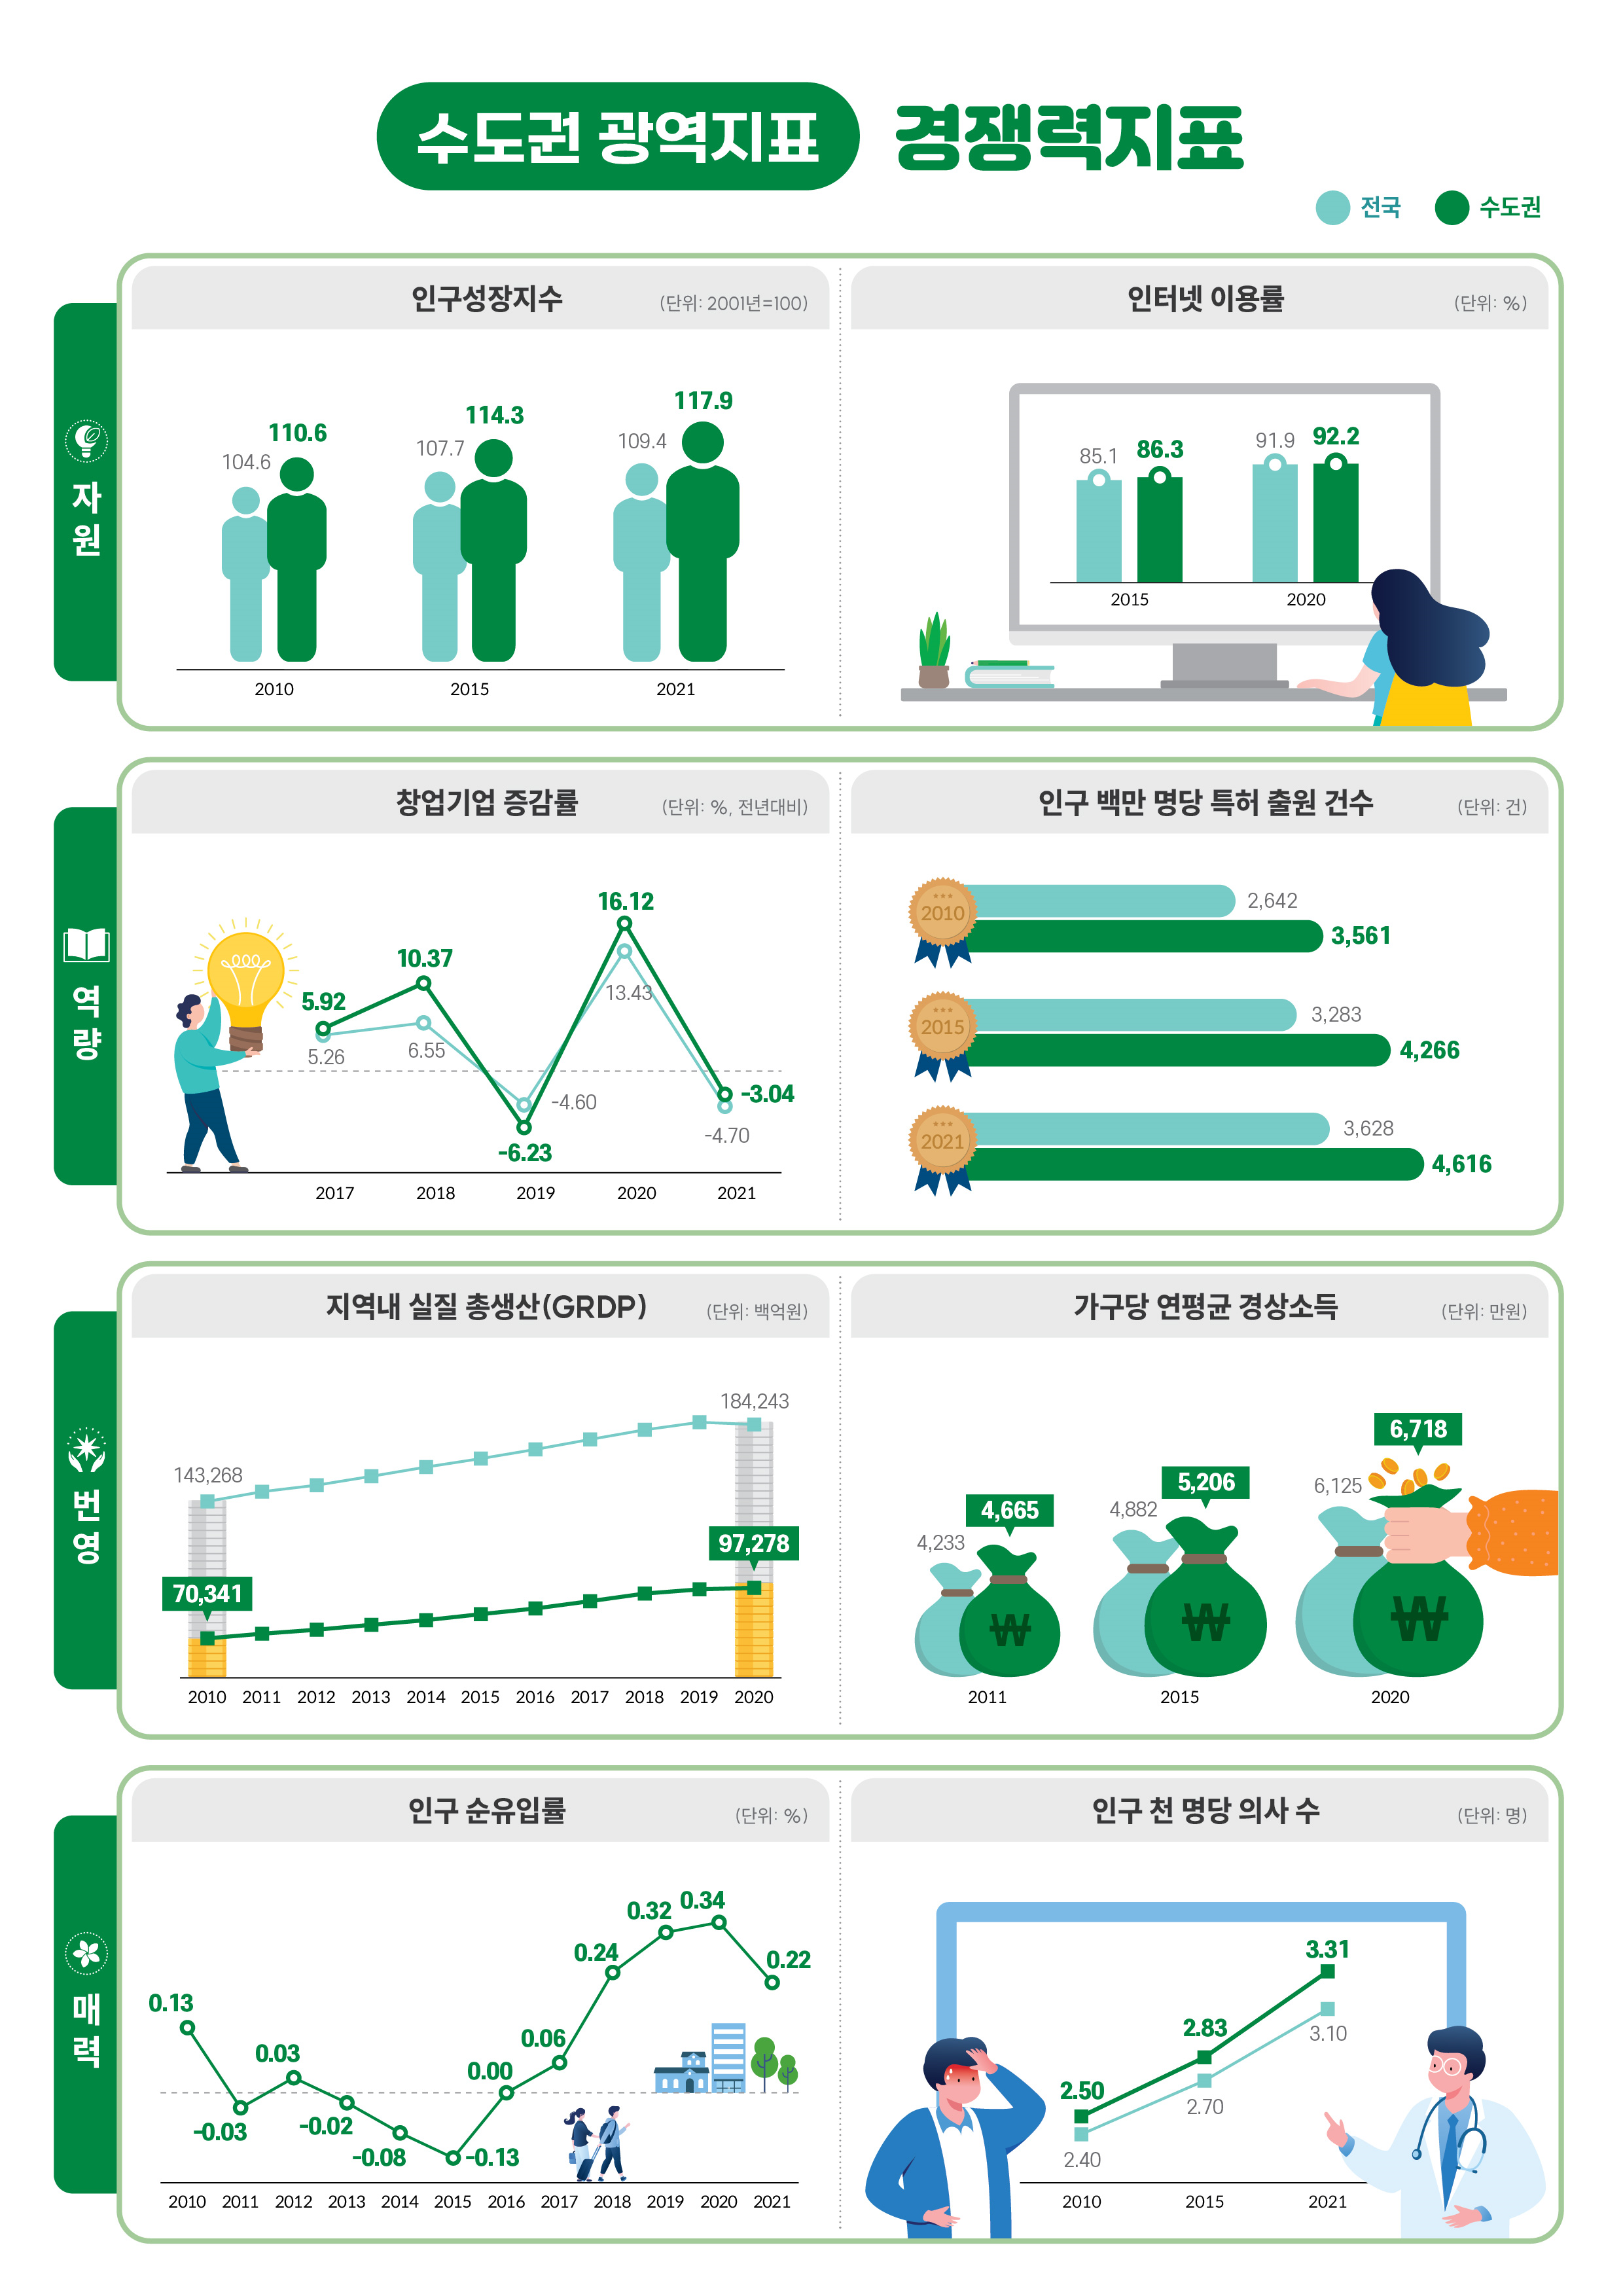 수도권 광역지표 경쟁력지표
전국 수도권
자원
인구성장지수 (단위: 2001년=100)
104.6 110.6
107.7 114.3
109.4 117.9
2010 2015 2021
인터넷 이용률 (단위: %)
85.1 86.3
91.9 92.2
2015 2020
역량
창업기업 증감률 (단위: %, 전년대비)
5.92 10.37 -6.23 16.12 -3.04
5.26 6.55 -4.60 13.43 -4.70
2017 2018 2019 2020 2021
인구 백만 명당 특허 출원 건수 (단위: 건)
2010 2,642
3,561
2015 3,283
4,266
2021 3,628
4,616
번영
지역내 실질 총생산(GRDP) (단위: 백억원)
143,268 184,243
70,341 97,278
2010 2011 2012 2013 2014 2015 2016 2017 2018 2019 2020
가구당 연평균 경상소득 (단위: 만원)
4,233 4,665
4,882 5,206
6,125 6,718
₩ ₩ ₩
2011 2015 2020
매력
인구 순유입률 (단위: %)
0.13 -0.03 0.03 -0.02 -0.08 -0.13 0.00 0.06 0.24 0.32 0.34 0.22
2010 2011 2012 2013 2014 2015 2016 2017 2018 2019 2020 2021
인구 천 명당 의사 수 (단위: 명)
2.50 2.83 3.31
2.40 2.70 3.10
2010 2015 2021